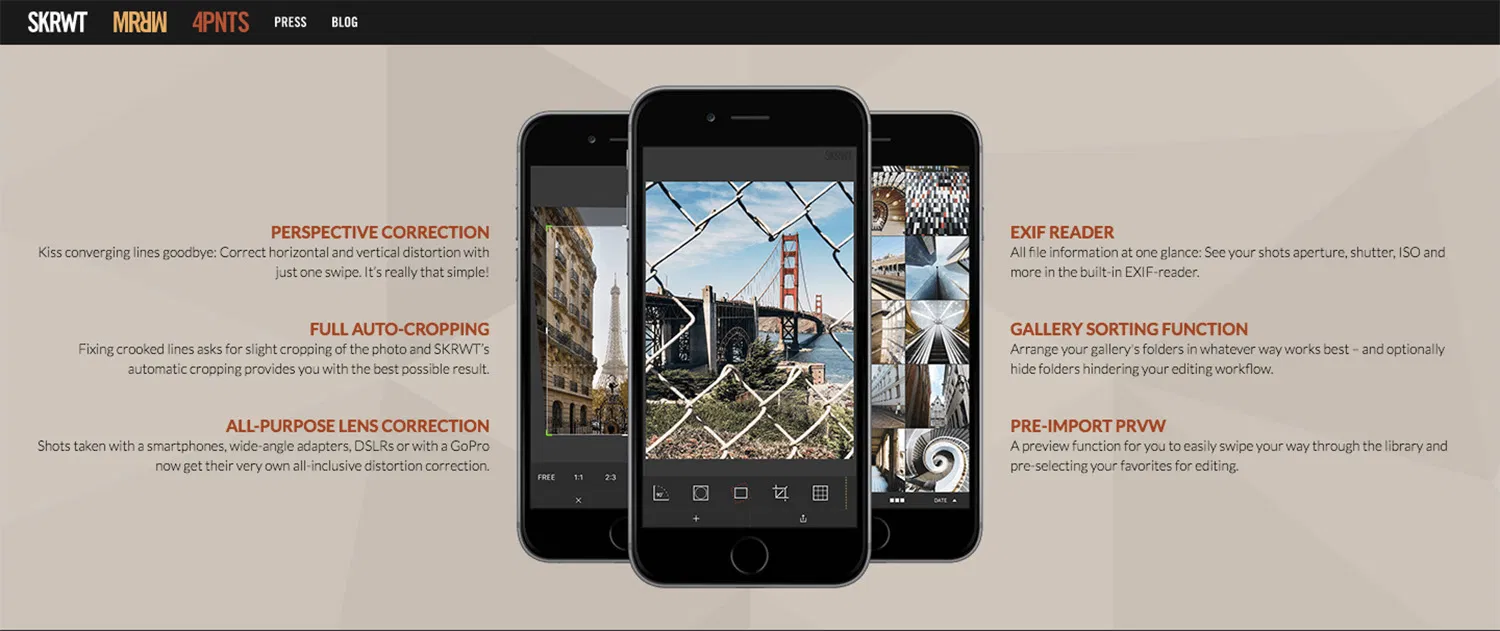 SKRWT MRRW 4PNTS PRESS BLOG
PERSPECTIVE CORRECTION
Kiss converging lines goodbye: Correct horizontal and vertical distortion with
just one swipe. It's really that simple!
FULL AUTO-CROPPING
Fixing crooked lines asks for slight cropping of the photo and SKRWT's
automatic cropping provides you with the best possible result.
ALL-PURPOSE LENS CORRECTION
Shots taken with a smartphones, wide-angle adapters, DSLRs or with a GoPro
now get their very own all-inclusive distortion correction.
FREE 1:1 2:3
SKRWT
90°
DATE
EXIF READER
All file information at one glance: See your shots aperture, shutter, ISO and
more in the built-in EXIF-reader.
GALLERY SORTING FUNCTION
Arrange your gallery's folders in whatever way works best – and optionally
hide folders hindering your editing workflow.
PRE-IMPORT PRVW
A preview function for you to easily swipe your way through the library and
pre-selecting your favorites for editing.